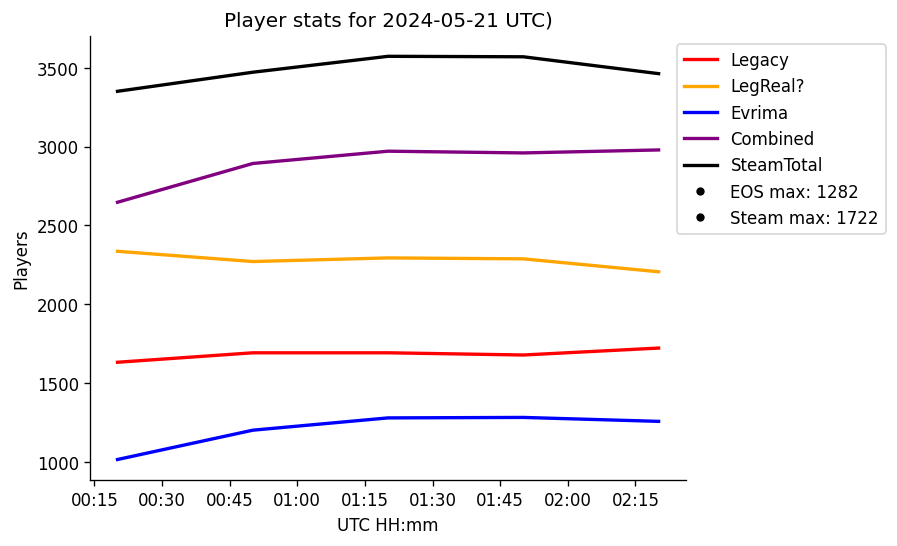 Player stats for 2024-05-21 UTC)
Legacy
LegReal?
Evrima
Combined
SteamTotal
EOS max: 1282
Steam max: 1722
Players
3500
3000
2500
2000
1500
1000
00:15 00:30 00:45 01:00 01:15 01:30 01:45 02:00 02:15
UTC HH:mm